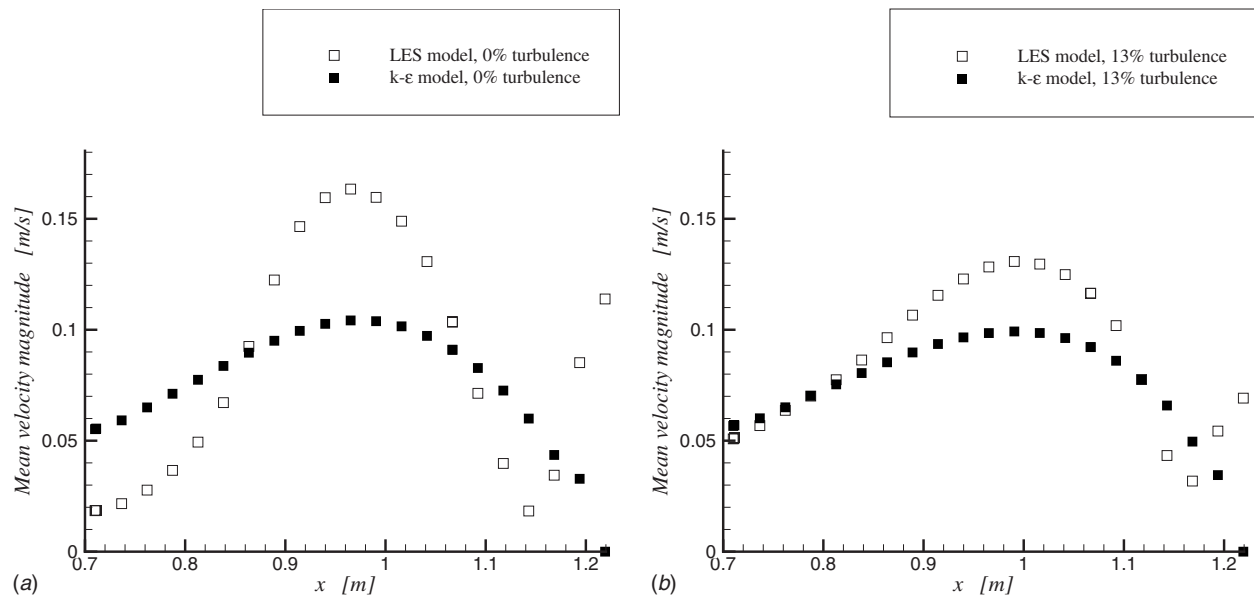 LES model, 0% turbulence
k-ε model, 0% turbulence
Mean velocity magnitude [m/s]
0.15
0.1
0.05
0
0.7 0.8 0.9 1 1.1 1.2
x [m]
(a)
LES model, 13% turbulence
k-ε model, 13% turbulence
Mean velocity magnitude [m/s]
0.15
0.1
0.05
0
0.7 0.8 0.9 1 1.1 1.2
x [m]
(b)